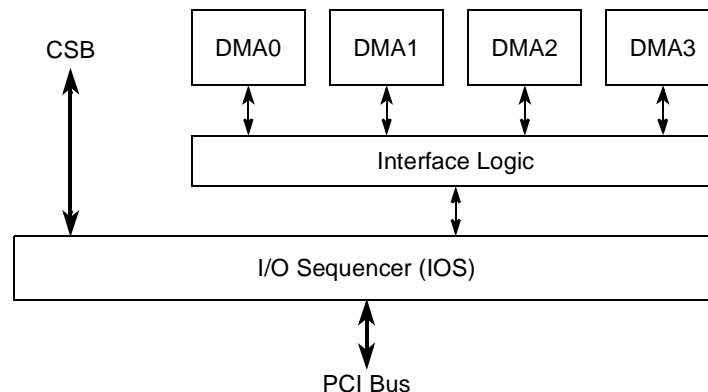 CSB
DMA0
DMA1
DMA2
DMA3
Interface Logic
I/O Sequencer (IOS)
PCI Bus